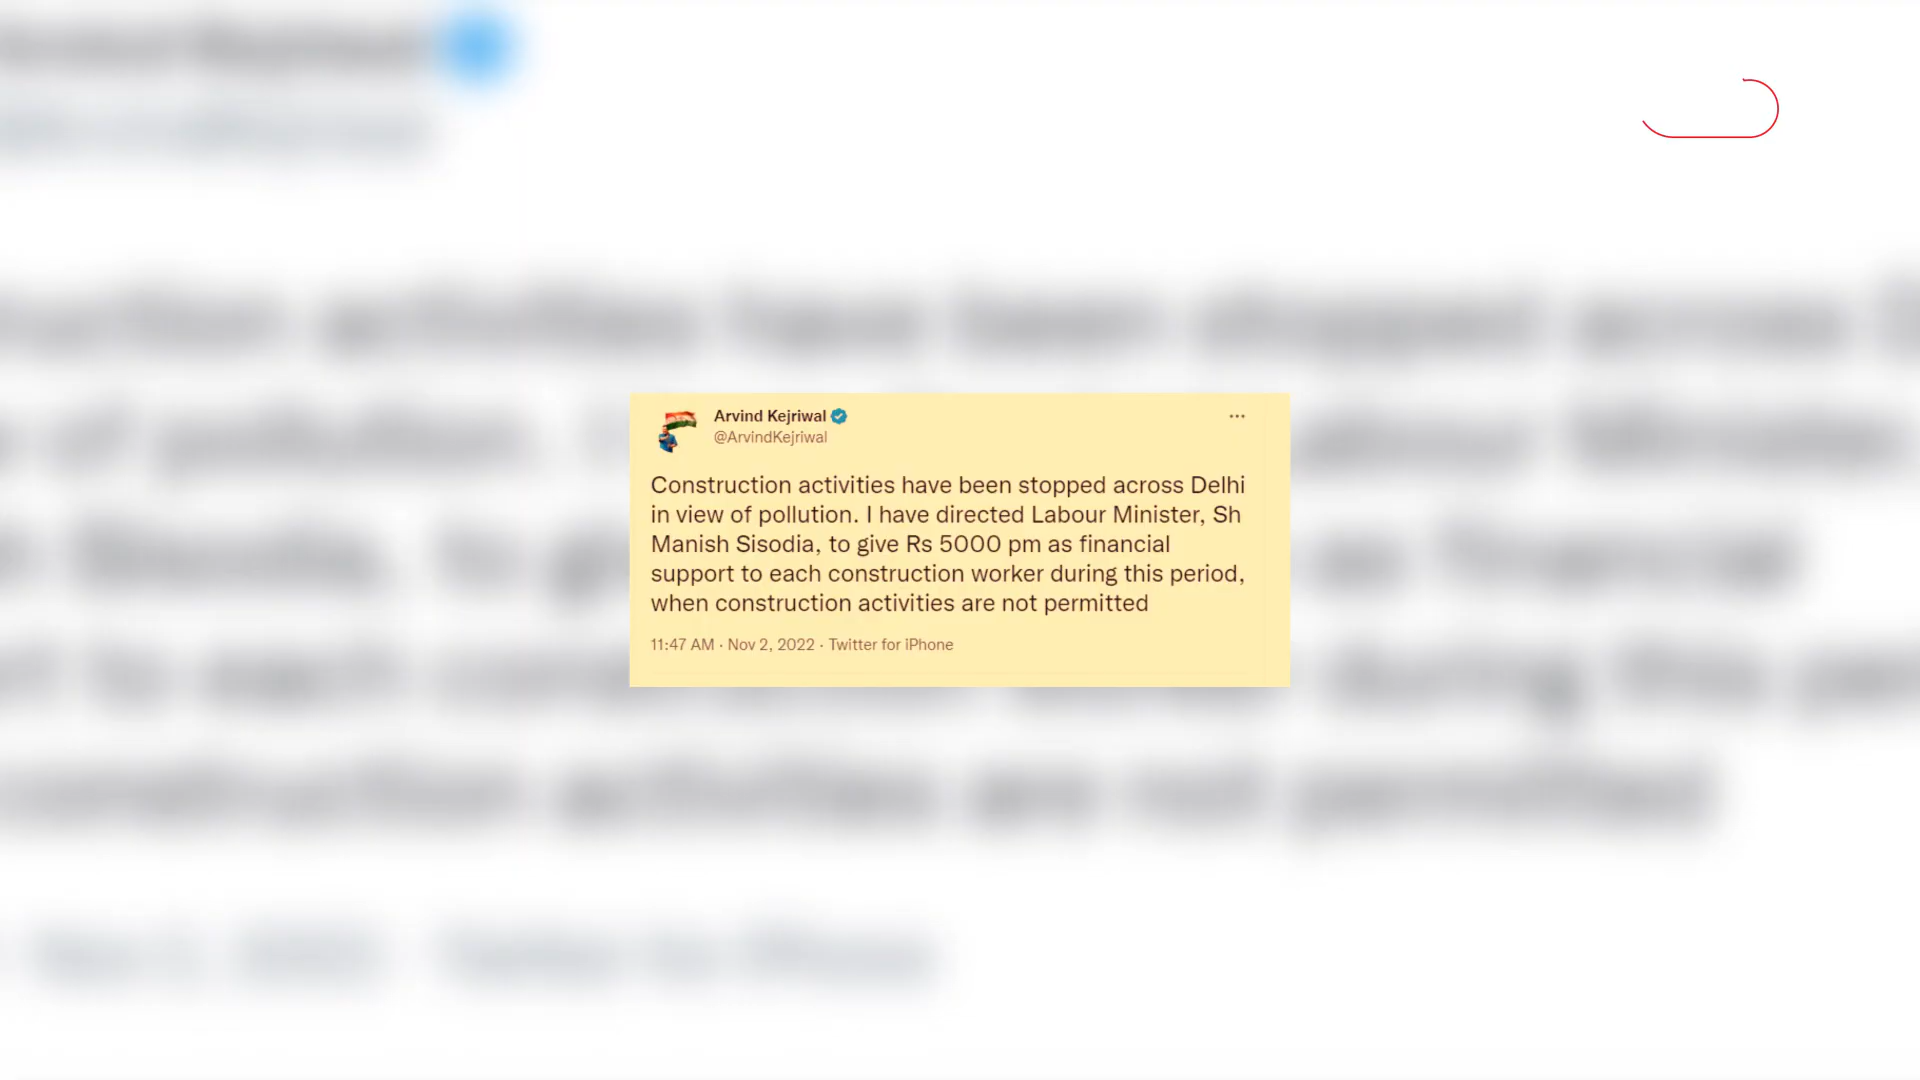 Arvind Kejriwal
@ArvindKejriwal
Construction activities have been stopped across Delhi
in view of pollution. I have directed Labour Minister, Sh
Manish Sisodia, to give Rs 5000 pm as financial
support to each construction worker during this period,
when construction activities are not permitted
11:47 AM · Nov 2, 2022 · Twitter for iPhone